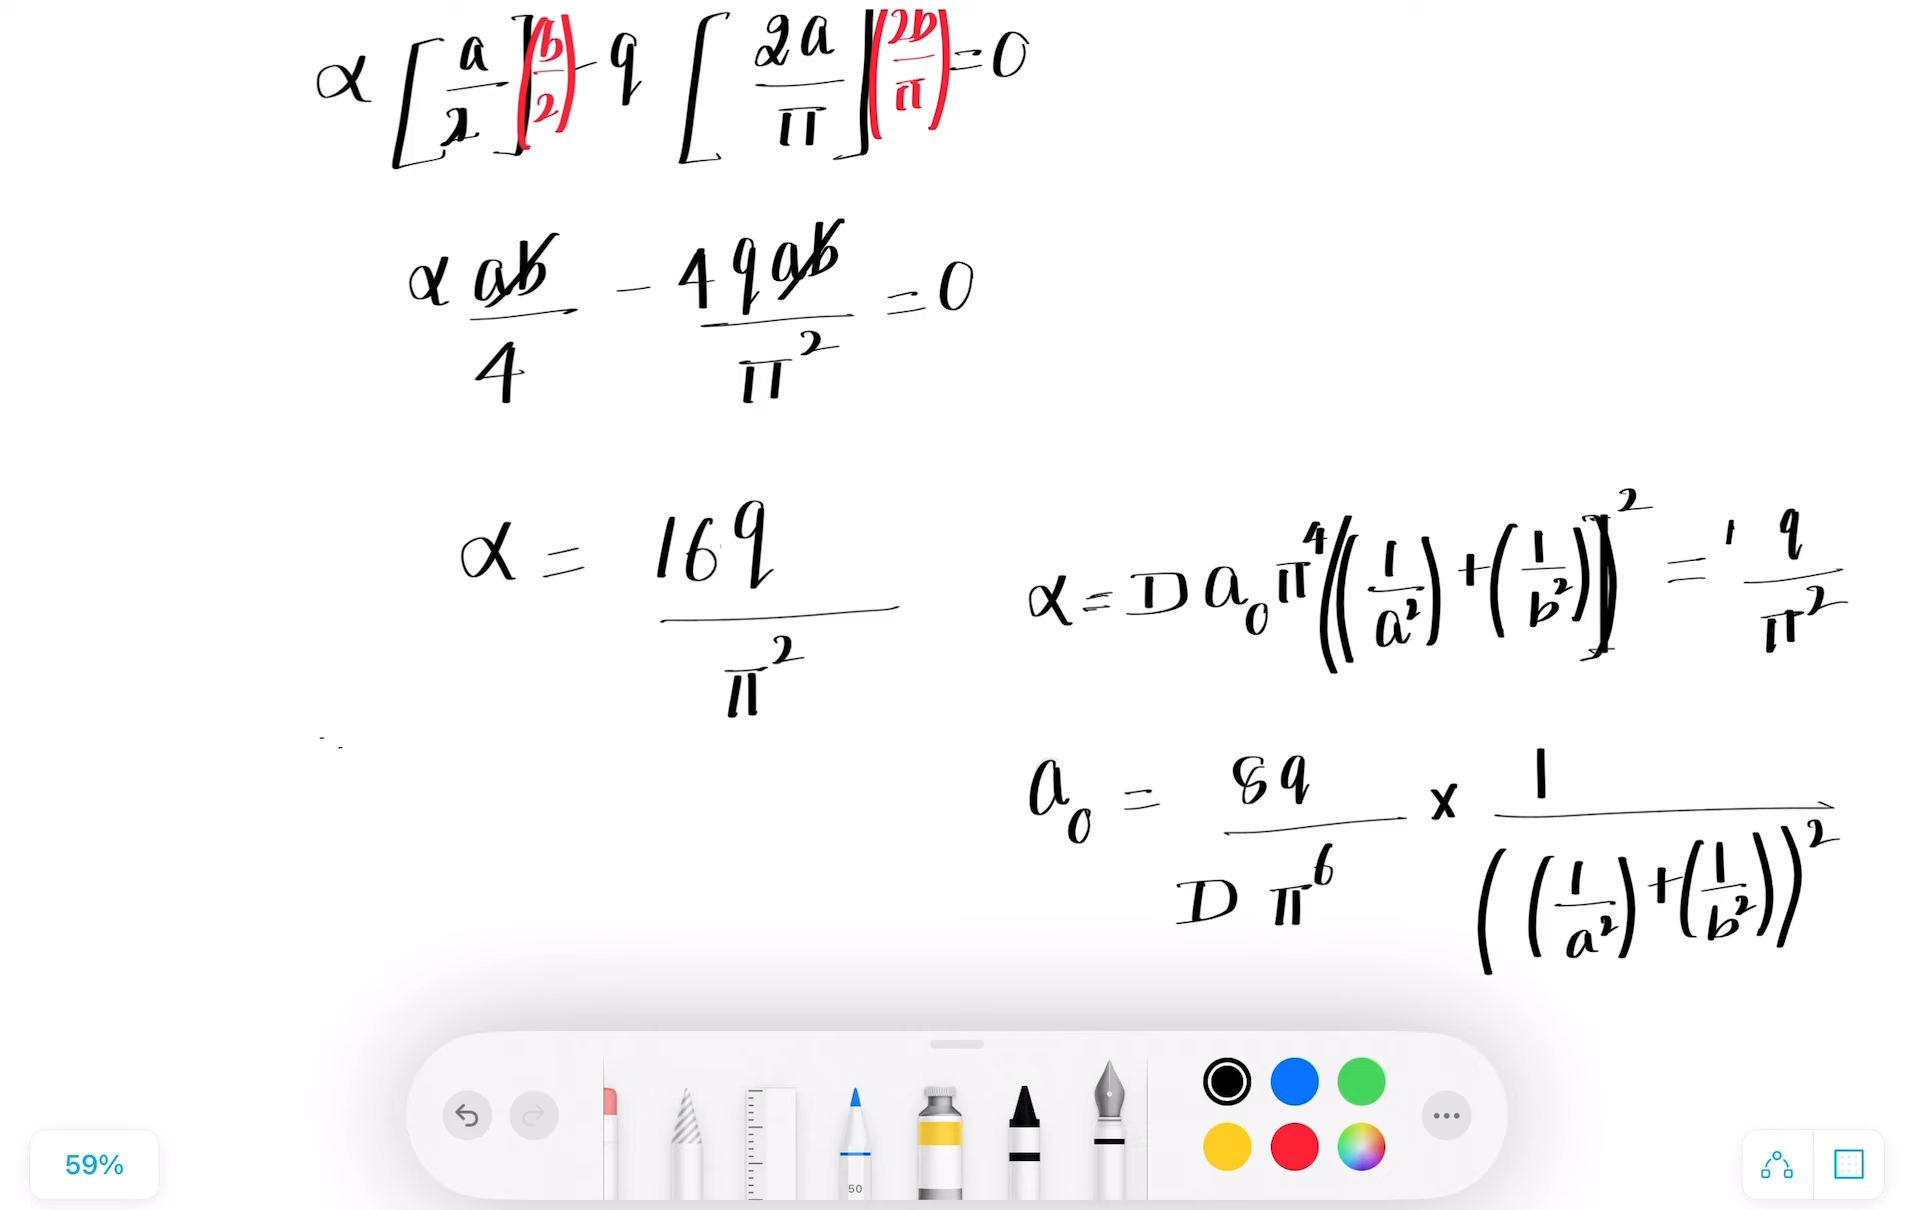 α [a/2](b/2) - q [2a/π](2b/π) = 0
α ab/4 - 4qab/π² = 0
α = 16q/π²
α = D a₀ π⁴((1/a²) + (1/b²)]² = 1 q/π²
a₀ = 8q/(D π⁶) x 1/((1/a²) + (1/b²))²
50
59%